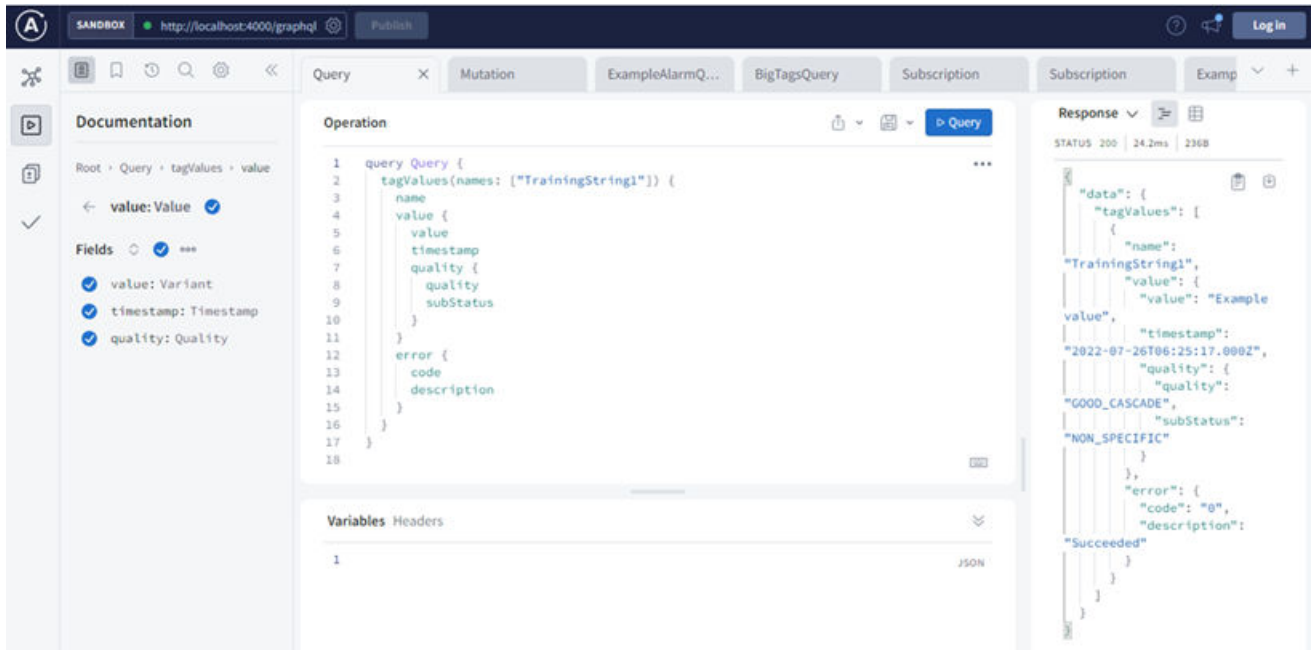 A SANDBOX http://localhost:4000/graphql Publish Log in
Query Mutation ExampleAlarmQ... BigTagsQuery Subscription Subscription Examp
Documentation
Root Query tagValues value
value: Value
Fields
value: Variant
timestamp: Timestamp
quality: Quality
Operation
Query
1 query Query {
2 tagValues(names: ["TrainingString1"]) {
3 name
4 value {
5 value
6 timestamp
7 quality {
8 quality
9 subStatus
10 }
11 }
12 error {
13 code
14 description
15 }
16 }
17 }
18
Variables Headers
1 JSON
Response
STATUS 200 24.2ms 236B
{
"data": {
"tagValues": [
{
"name":
"TrainingString1",
"value": {
"value": "Example
value",
"timestamp":
"2022-07-26T06:25:17.000Z",
"quality": {
"quality":
"GOOD_CASCADE",
"subStatus":
"NON_SPECIFIC"
}
},
"error": {
"code": "0",
"description":
"Succeeded"
}
}
]
}
}